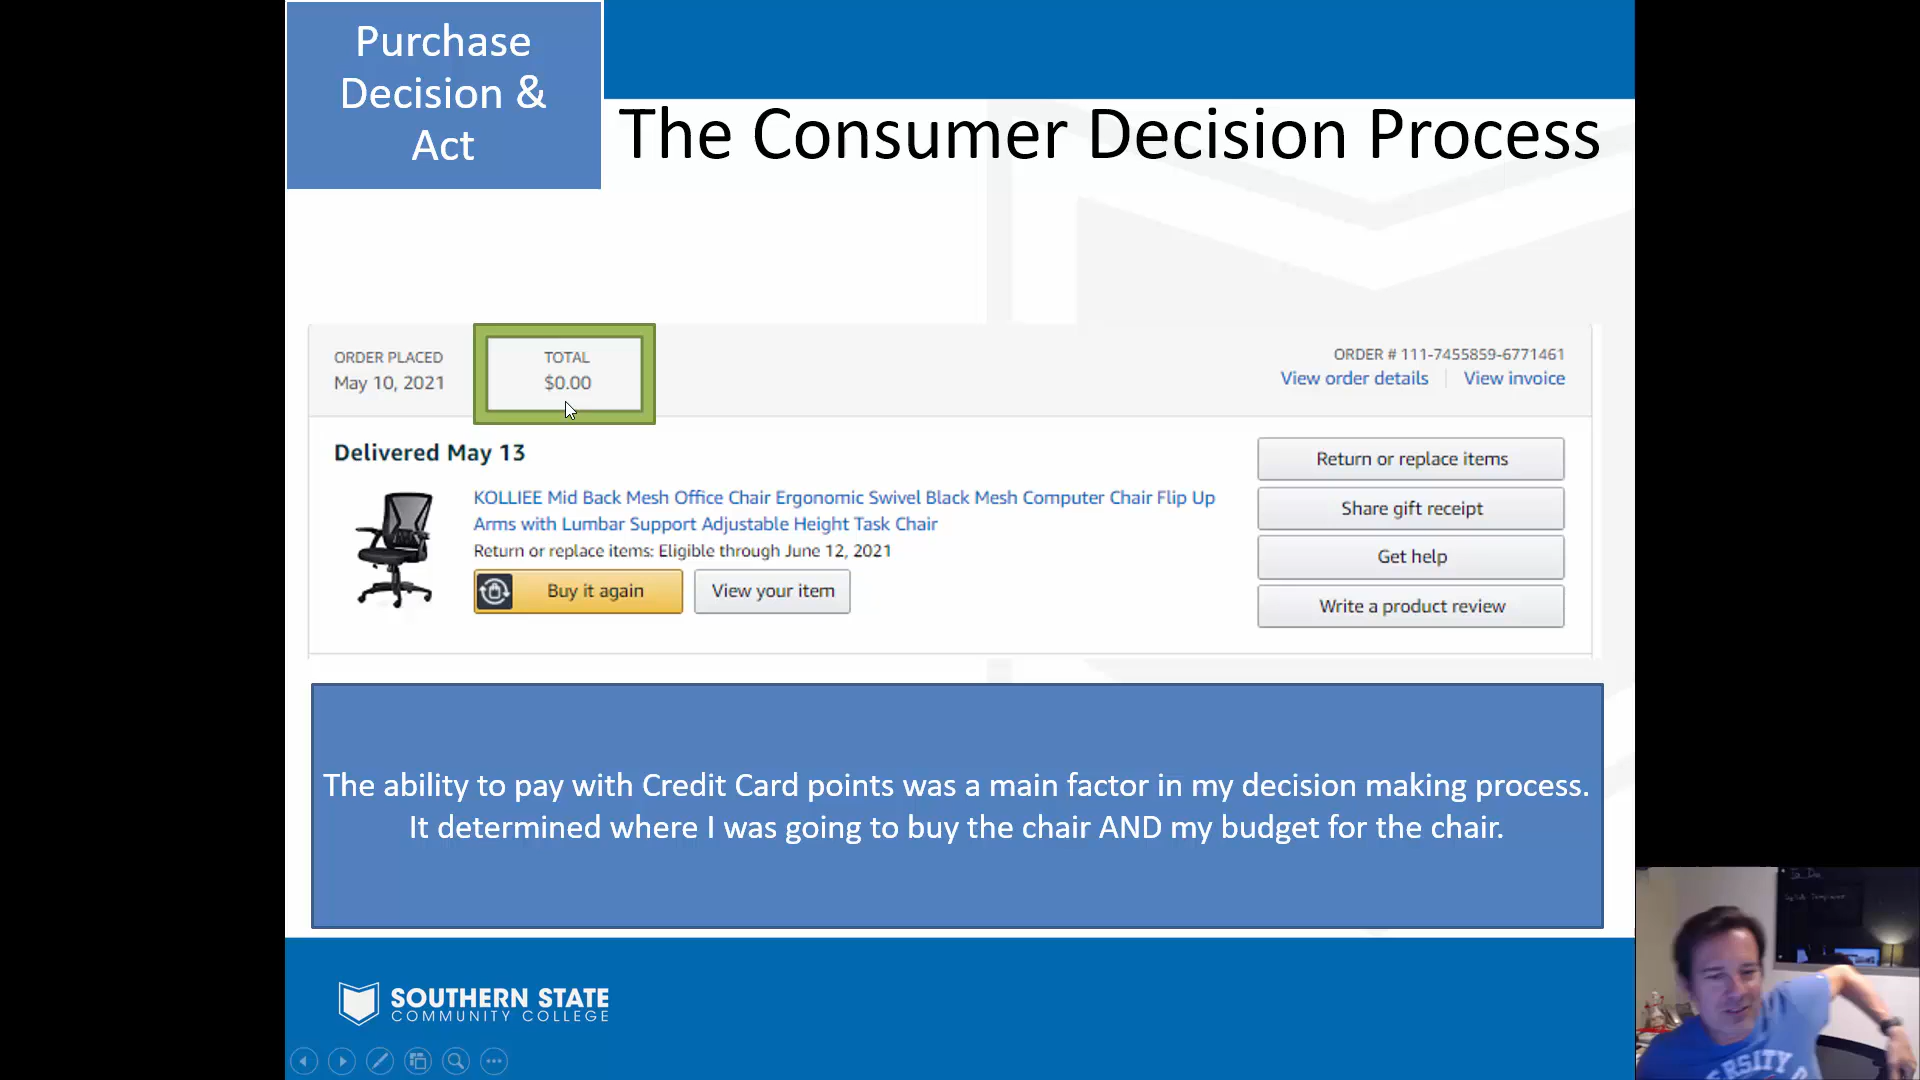 Purchase
Decision &
Act
The Consumer Decision Process
ORDER PLACED
May 10, 2021
TOTAL
$0.00
ORDER # 111-7455859-6771461
View order details
View invoice
Delivered May 13
KOLLIEE Mid Back Mesh Office Chair Ergonomic Swivel Black Mesh Computer Chair Flip Up
Arms with Lumbar Support Adjustable Height Task Chair
Return or replace items: Eligible through June 12, 2021
Buy it again
View your item
Return or replace items
Share gift receipt
Get help
Write a product review
The ability to pay with Credit Card points was a main factor in my decision making process.
It determined where I was going to buy the chair AND my budget for the chair.
SOUTHERN STATE
COMMUNITY COLLEGE
To Do